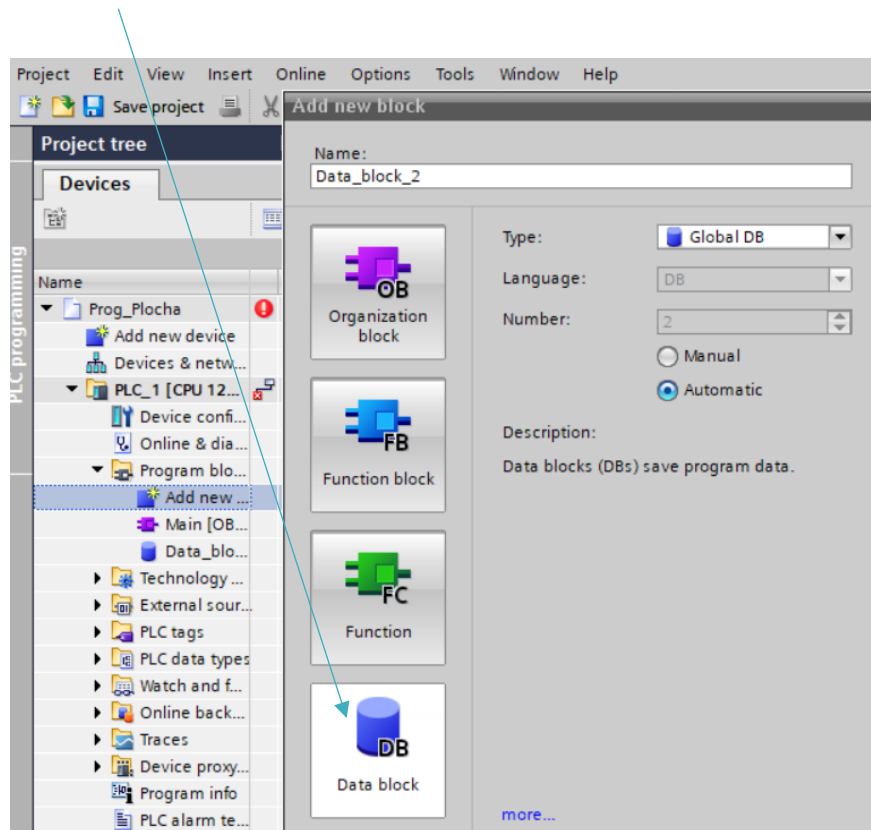 Project Edit View Insert Online Options Tools Window Help
Save project
Add new block
Project tree
Devices
PLC programming
Name
Prog_Plocha
Add new device
Devices & netw...
PLC_1 [CPU 12...
Device confi...
Online & dia...
Program blo...
Add new ...
Main [OB...
Data_blo...
Technology ...
External sour...
PLC tags
PLC data types
Watch and f...
Online back...
Traces
Device proxy...
Program info
PLC alarm te...
Name:
Data_block_2
OB
Organization
block
FB
Function block
FC
Function
DB
Data block
Type: Global DB
Language: DB
Number: 2
Manual
Automatic
Description:
Data blocks (DBs) save program data.
more...